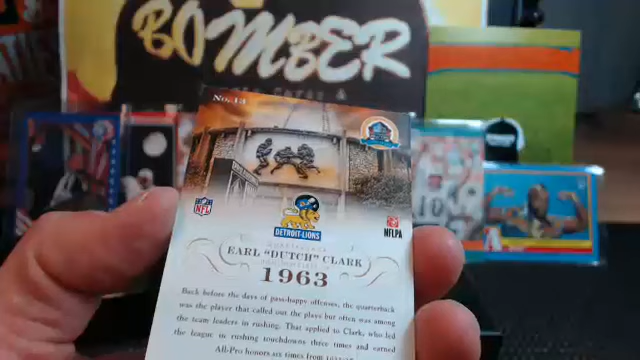 BOMBER
No. 13
NFL
DETROIT-LIONS
NFLPA
QUARTERBACK
EARL "DUTCH" CLARK
1963
Back before the days of pass-happy offenses, the quarterback
was the player that called out the plays but often was among
the team leaders in rushing. That applied to Clark, who led
the league in rushing touchdowns three times and earned
All-Pro honors six times from
10